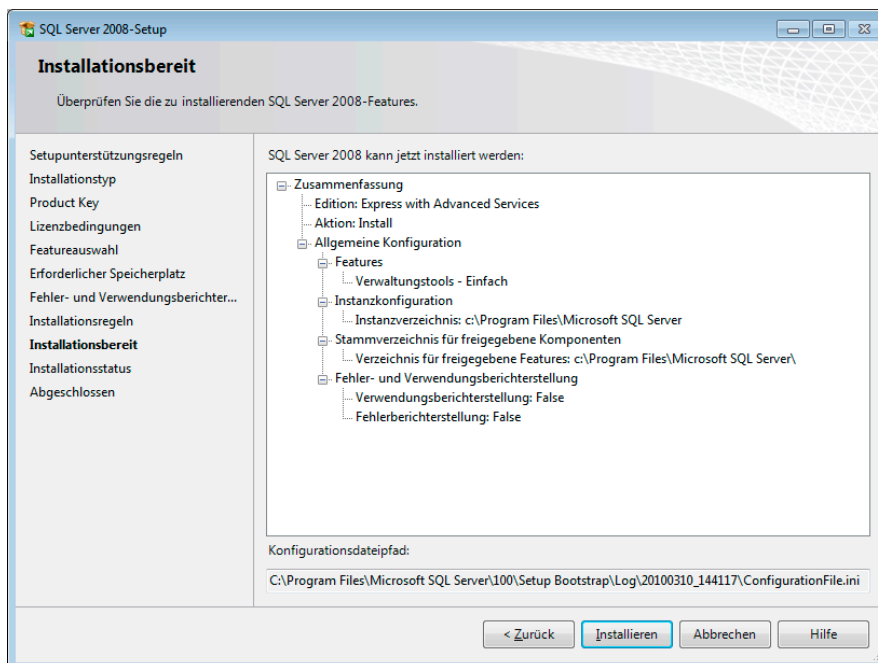 SQL Server 2008-Setup
Installationsbereit
Überprüfen Sie die zu installierenden SQL Server 2008-Features.
Setupunterstützungsregeln
Installationstyp
Product Key
Lizenzbedingungen
Featureauswahl
Erforderlicher Speicherplatz
Fehler- und Verwendungsberichter...
Installationsregeln
Installationsbereit
Installationsstatus
Abgeschlossen
SQL Server 2008 kann jetzt installiert werden:
Zusammenfassung
Edition: Express with Advanced Services
Aktion: Install
Allgemeine Konfiguration
Features
Verwaltungstools - Einfach
Instanzkonfiguration
Instanzverzeichnis: c:\Program Files\Microsoft SQL Server
Stammverzeichnis für freigegebene Komponenten
Verzeichnis für freigegebene Features: c:\Program Files\Microsoft SQL Server\
Fehler- und Verwendungsberichterstellung
Verwendungsberichterstellung: False
Fehlerberichterstellung: False
Konfigurationsdateipfad:
C:\Program Files\Microsoft SQL Server\100\Setup Bootstrap\Log\20100310_144117\ConfigurationFile.ini
< Zurück
Installieren
Abbrechen
Hilfe